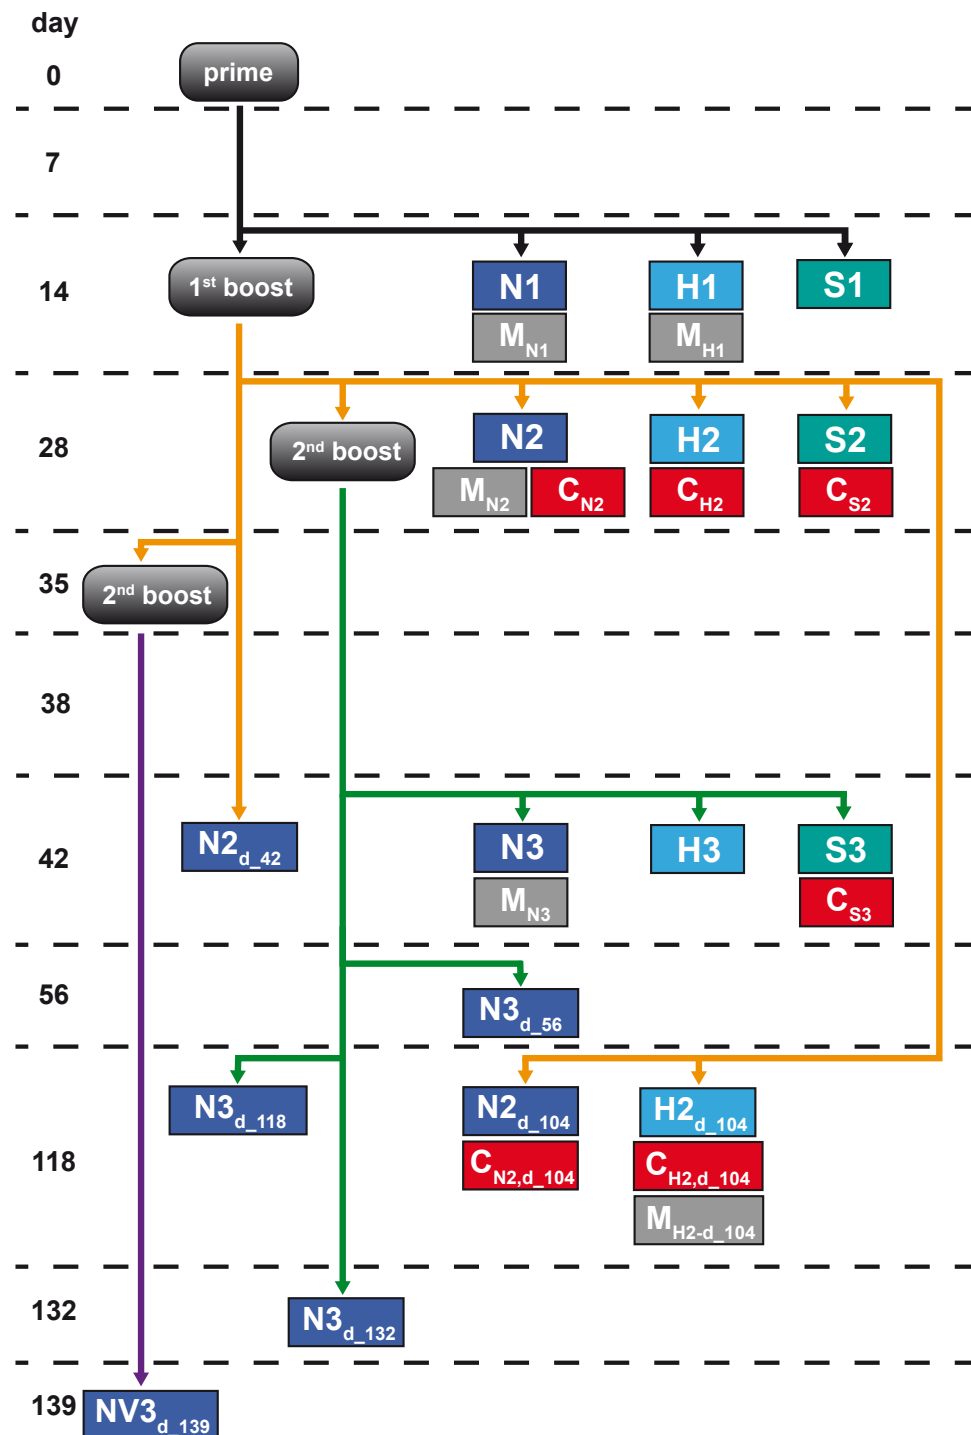 day
0 prime
7
14 1st boost N1 H1 S1
MN1 MH1
28 2nd boost N2 H2 S2
MN2 CN2 CH2 CS2
35 2nd boost
38
42 N2d_42 N3 H3 S3
MN3 CS3
56 N3d_56
118 N3d_118 N2d_104 H2d_104
CN2,d_104 CH2,d_104
MH2-d_104
132 N3d_132
139 NV3d_139